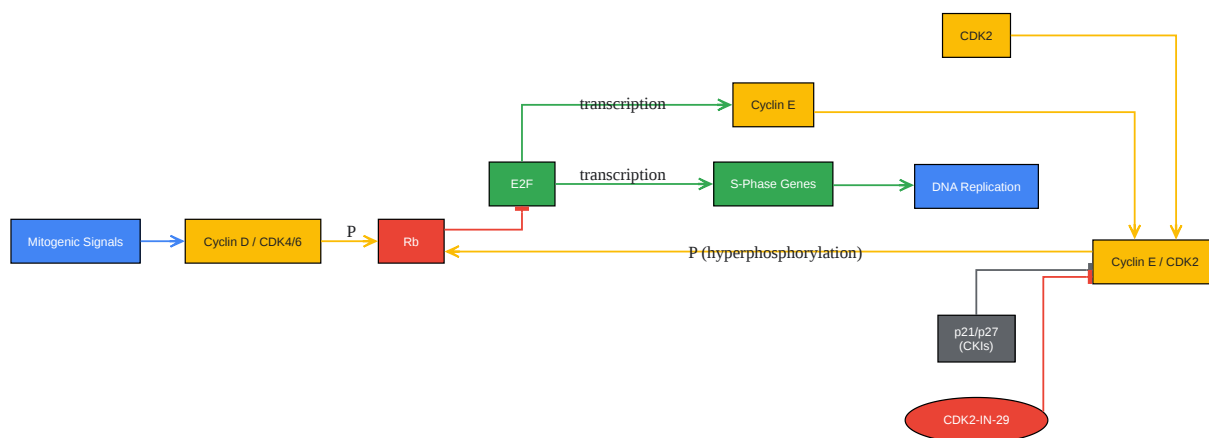 CDK2
transcription
Cyclin E
transcription
E2F
S-Phase Genes
DNA Replication
P
Mitogenic Signals
Cyclin D / CDK4/6
Rb
P (hyperphosphorylation)
Cyclin E / CDK2
p21/p27
(CKIs)
CDK2-IN-29